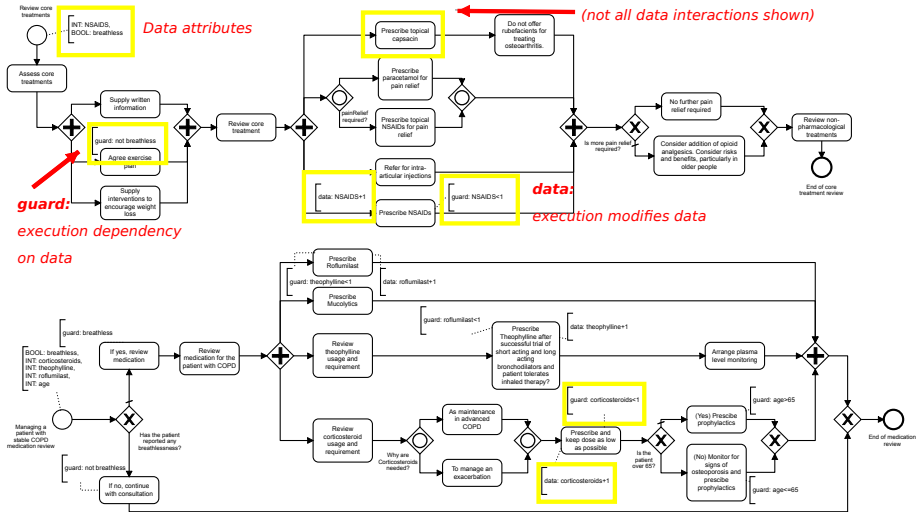 Review core
treatments
INT: NSAIDS,
BOOL: breathless
Data attributes
Prescribe topical
capsacin
Do not offer
rubefacients for
treating
osteoarthritis.
(not all data interactions shown)
Assess core
treatments
Supply written
information
guard: not breathless
Agree exercise
plan
Supply
interventions to
encourage weight
loss
Review core
treatment
painRelief
required?
Prescribe
paracetamol for
pain relief
Prescribe topical
NSAIDs for pain
relief
Refer for intra-
articular injections
data: NSAIDS+1
Prescribe NSAIDs
guard: NSAIDS<1
Is more pain relief
required?
No further pain
relief required
Consider addition of opioid
analgesics. Consider risks
and benefits, particularly in
older people
Review non-
pharmacological
treatments
End of core
treatment review
guard:
execution dependency
on data
data:
execution modifies data
Prescribe
Roflumilast
guard: theophylline<1
data: roflumilast+1
Prescribe
Mucolytics
guard: breathless
BOOL: breathless,
INT: corticosteroids,
INT: theophylline,
INT: roflumilast,
INT: age
If yes, review
medication
Review
medication for the
patient with COPD
Review
theophylline
usage and
requirement
guard: roflumilast<1
Prescribe
Theophylline after
successful trial of
short acting and long
acting
bronchodilators and
patient tolerates
inhaled therapy?
data: theophylline+1
Arrange plasma
level monitoring
Managing a
patient with
stable COPD
medication review
Has the patient
reported any
breathlessness?
guard: not breathless
If no, continue
with consultation
Review
corticosteroid
usage and
requirement
Why are
Corticosteroids
needed?
As maintenance
in advanced
COPD
To manage an
exacerbation
guard: corticosteroids<1
Prescribe and
keep dose as low
as possible
data: corticosteroids+1
Is the
patient
over 65?
(Yes) Prescibe
prophylactics
guard: age>65
(No) Monitor for
signs of
osteoporosis and
prescibe
prophylactics
guard: age<=65
End of medication
review